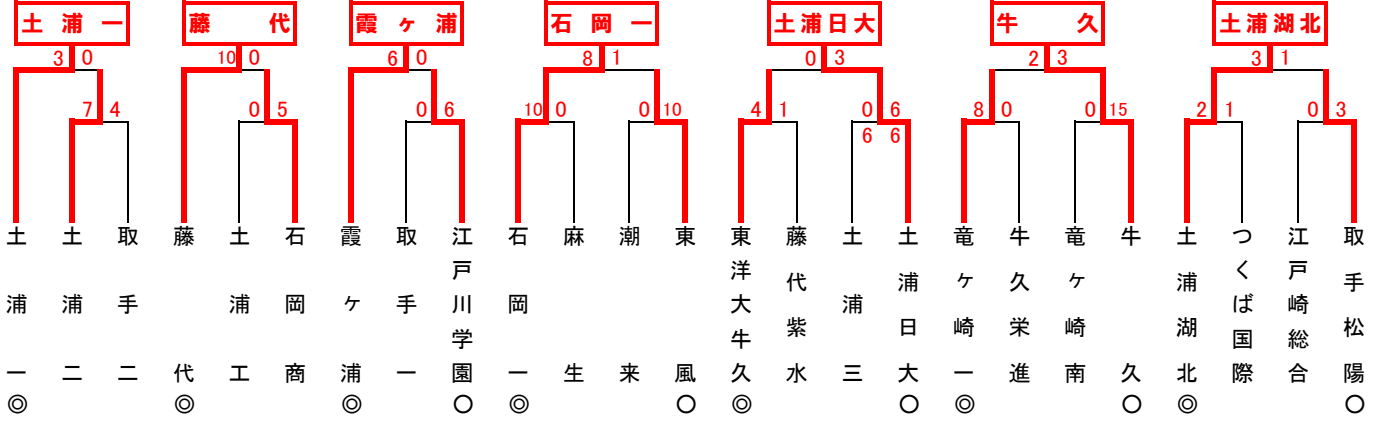 土浦一 藤代 霞ヶ浦 石岡一 土浦日大 牛久 土浦湖北
3 0 10 0 6 0 8 1 0 3 2 3 3 1
7 4 0 5 0 6 10 0 0 10 4 1 0 6 8 0 0 15 2 1 0 3
6 6
土浦一
土浦二
取手二
藤代
土浦工
石岡商
霞ヶ浦
取手一
江戸川学園
石岡一
麻生
潮来
東風
東洋大牛久
藤代紫水
土浦三
土浦日大
竜ケ崎一
牛久栄進
竜ケ崎南
牛久
土浦湖北
つくば国際
江戸崎総合
取手松陽
◎ ◎ ◎ ○ ◎ ○ ◎ ○ ◎ ○ ◎ ○